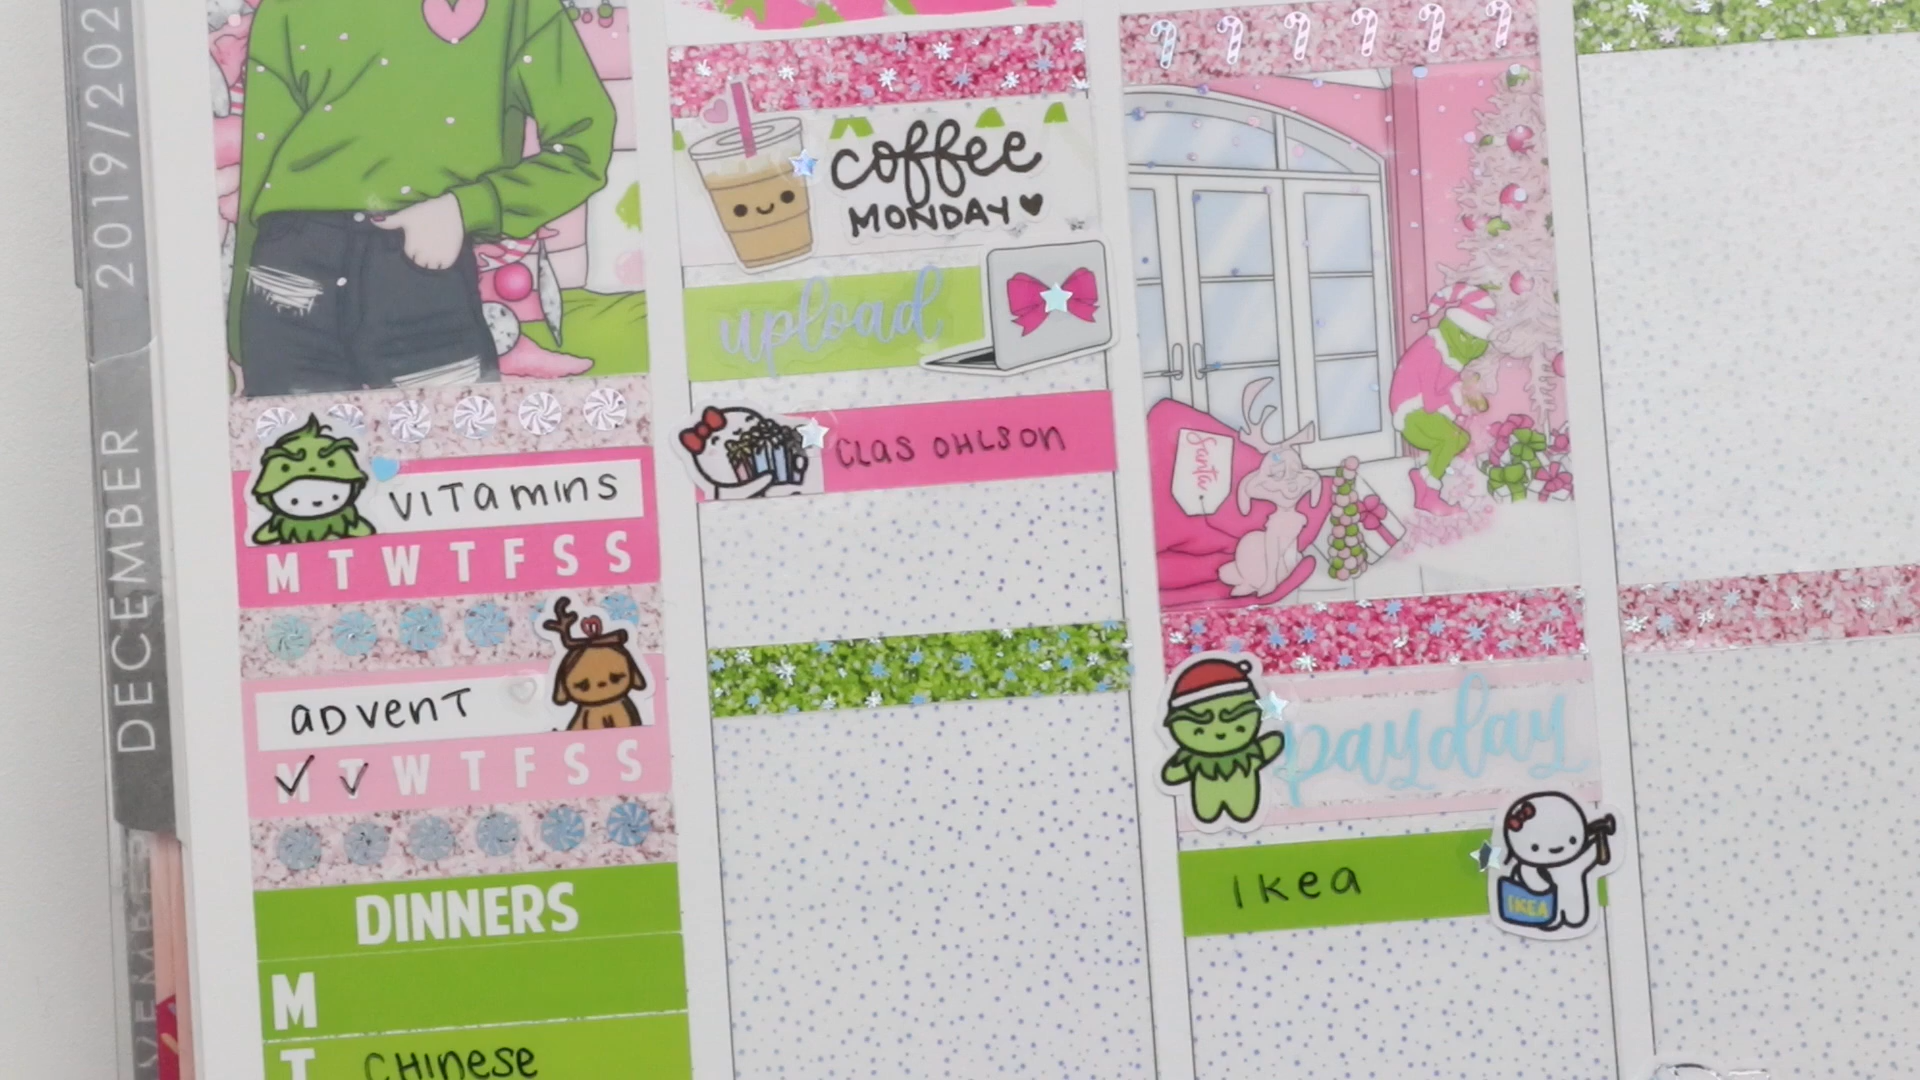 2019/202
DECEMBER
VITAMINS
M T W T F S S
ADVENT
M T W T F S S
DINNERS
M
T CHINESE
coffee
MONDAY
upload
CLAS OHLSON
Santa
payday
IKEA
IKEA